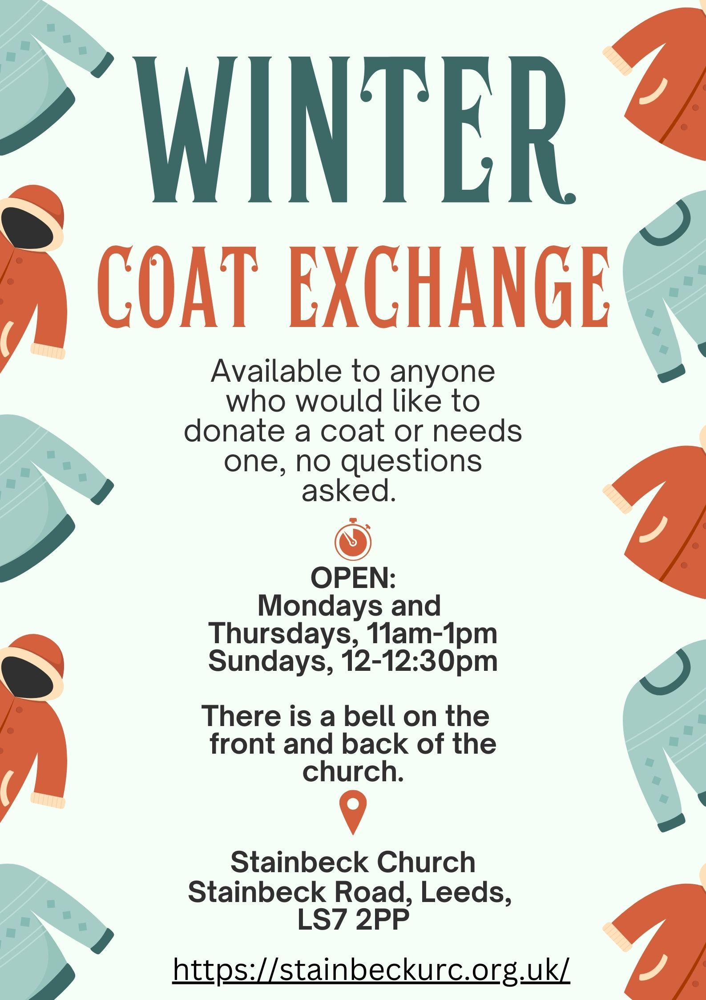 WINTER
COAT EXCHANGE
Available to anyone
who would like to
donate a coat or needs
one, no questions
asked.
OPEN:
Mondays and
Thursdays, 11am-1pm
Sundays, 12-12:30pm
There is a bell on the
front and back of the
church.
Stainbeck Church
Stainbeck Road, Leeds,
LS7 2PP
https://stainbeckurc.org.uk/